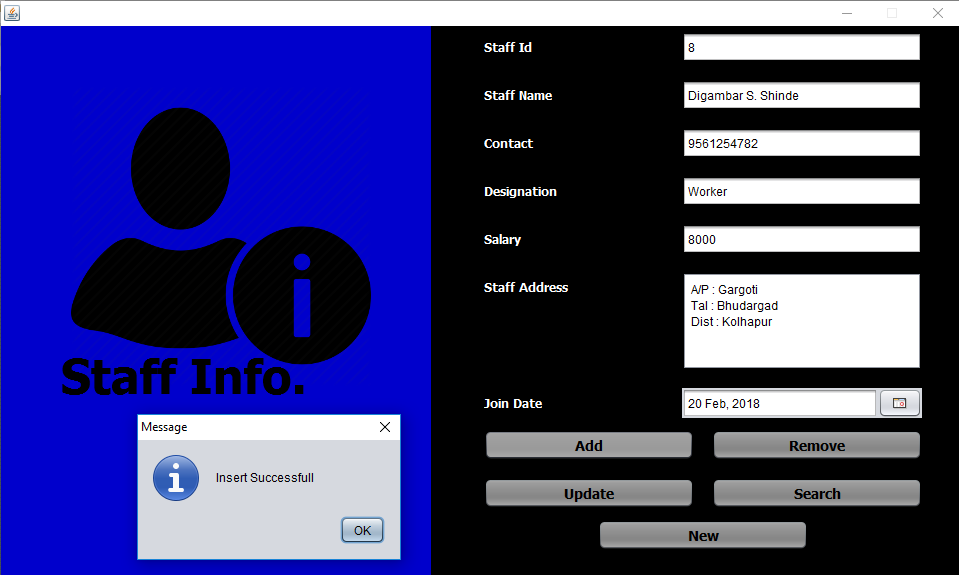 Staff Id
8
Staff Name
Digambar S. Shinde
Contact
9561254782
Designation
Worker
Salary
8000
Staff Address
A/P : Gargoti
Tal : Bhudargad
Dist : Kolhapur
Join Date
20 Feb, 2018
Add
Remove
Update
Search
New
Staff Info.
Message
Insert Successfull
OK